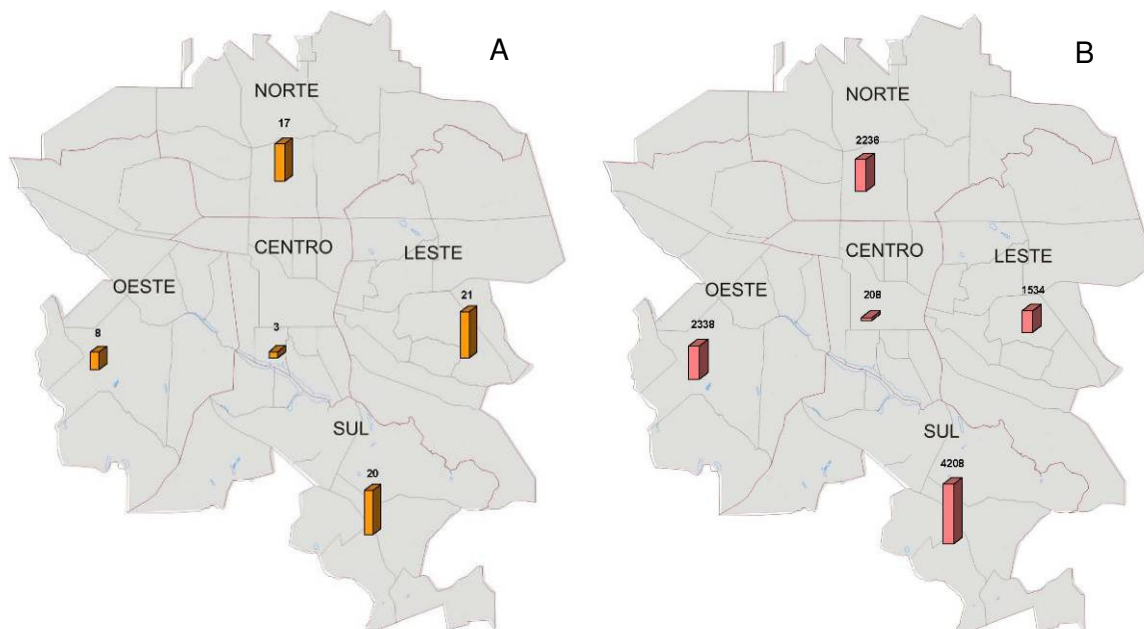 A
NORTE
17
CENTRO
LESTE
OESTE
21
8
3
SUL
20
B
NORTE
2236
CENTRO
LESTE
OESTE
1534
208
2338
SUL
4208